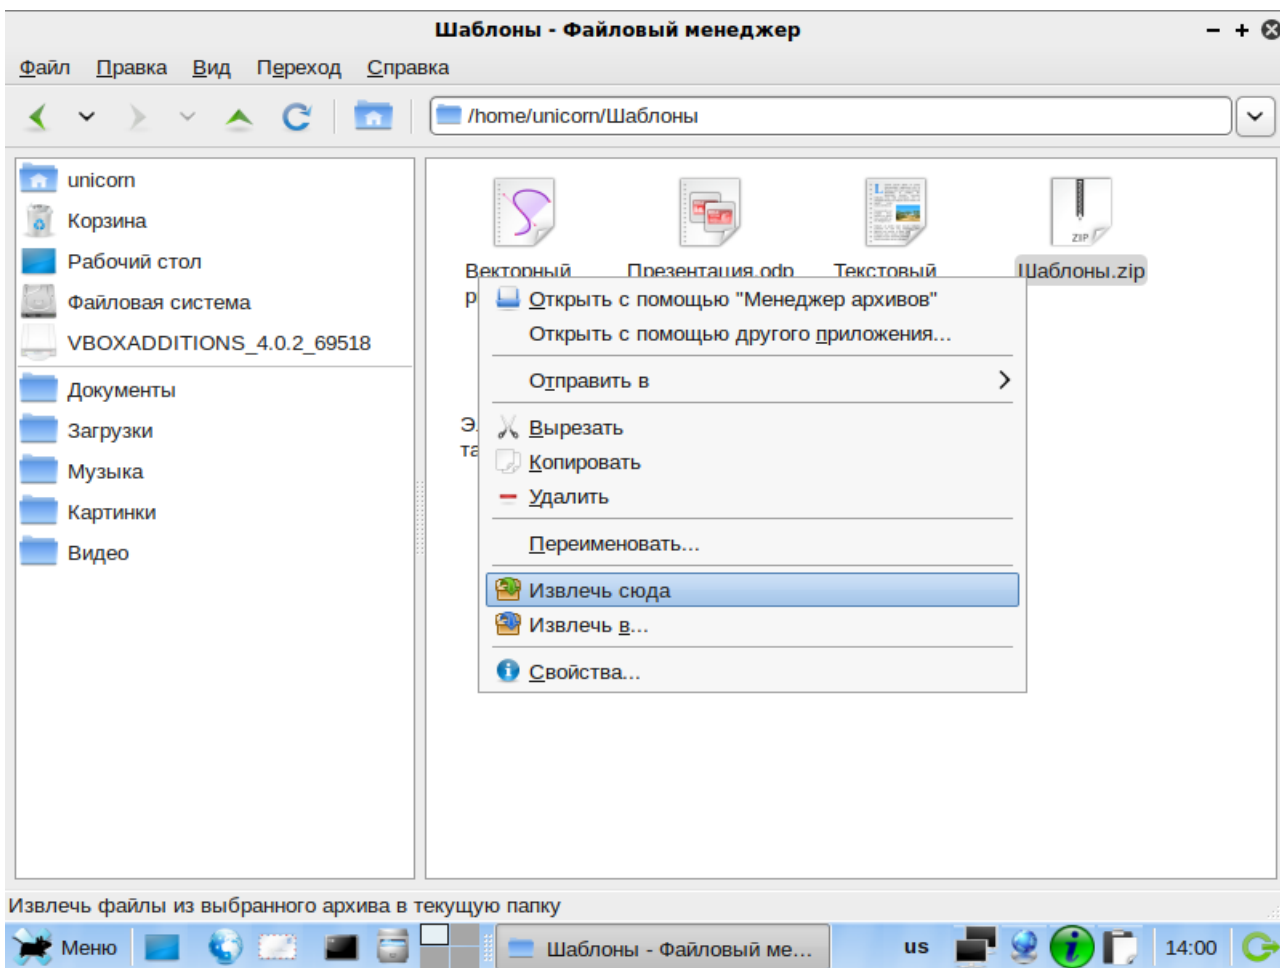 Шаблоны - Файловый менеджер
Файл Правка Вид Переход Справка
/home/unicorn/Шаблоны
unicorn
Корзина
Рабочий стол
Файловая система
VBOXADDITIONS_4.0.2_69518
Документы
Загрузки
Музыка
Картинки
Видео
Векторный Презентация.odp Текстовый Шаблоны.zip
ZIP
Открыть с помощью "Менеджер архивов"
Открыть с помощью другого приложения...
Отправить в
Вырезать
Копировать
Удалить
Переименовать...
Извлечь сюда
Извлечь в...
Свойства...
Извлечь файлы из выбранного архива в текущую папку
Меню Шаблоны - Файловый ме... us 14:00